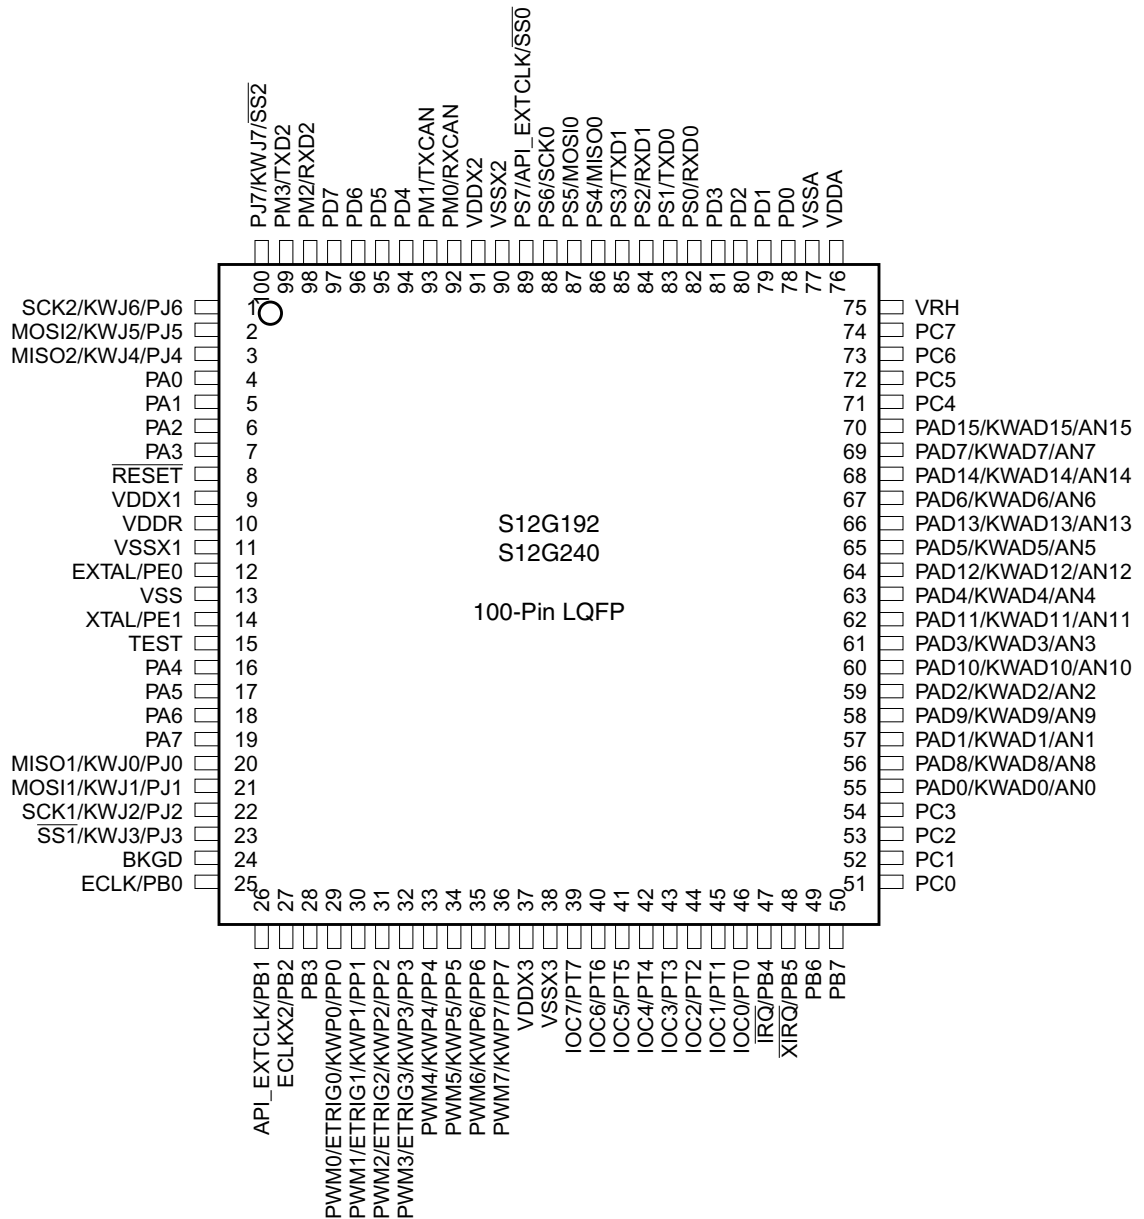 PJ7/KWJ7/SS2
PM3/TXD2
PM2/RXD2
PD7
PD6
PD5
PD4
PM1/TXCAN
PM0/RXCAN
VDDX2
VSSX2
PS7/API_EXTCLK/SS0
PS6/SCK0
PS5/MOSI0
PS4/MISO0
PS3/TXD1
PS2/RXD1
PS1/TXD0
PS0/RXD0
PD3
PD2
PD1
PD0
VSSA
VDDA
100
99
98
97
96
95
94
93
92
91
90
89
88
87
86
85
84
83
82
81
80
79
78
77
76
SCK2/KWJ6/PJ6 1
MOSI2/KWJ5/PJ5 2
MISO2/KWJ4/PJ4 3
PA0 4
PA1 5
PA2 6
PA3 7
RESET 8
VDDX1 9
VDDR 10
VSSX1 11
EXTAL/PE0 12
VSS 13
XTAL/PE1 14
TEST 15
PA4 16
PA5 17
PA6 18
PA7 19
MISO1/KWJ0/PJ0 20
MOSI1/KWJ1/PJ1 21
SCK1/KWJ2/PJ2 22
SS1/KWJ3/PJ3 23
BKGD 24
ECLK/PB0 25
S12G192
S12G240
100-Pin LQFP
75 VRH
74 PC7
73 PC6
72 PC5
71 PC4
70 PAD15/KWAD15/AN15
69 PAD7/KWAD7/AN7
68 PAD14/KWAD14/AN14
67 PAD6/KWAD6/AN6
66 PAD13/KWAD13/AN13
65 PAD5/KWAD5/AN5
64 PAD12/KWAD12/AN12
63 PAD4/KWAD4/AN4
62 PAD11/KWAD11/AN11
61 PAD3/KWAD3/AN3
60 PAD10/KWAD10/AN10
59 PAD2/KWAD2/AN2
58 PAD9/KWAD9/AN9
57 PAD1/KWAD1/AN1
56 PAD8/KWAD8/AN8
55 PAD0/KWAD0/AN0
54 PC3
53 PC2
52 PC1
51 PC0
26
27
28
29
30
31
32
33
34
35
36
37
38
39
40
41
42
43
44
45
46
47
48
49
50
API_EXTCLK/PB1
ECLKX2/PB2
PB3
PWM0/ETRIG0/KWP0/PP0
PWM1/ETRIG1/KWP1/PP1
PWM2/ETRIG2/KWP2/PP2
PWM3/ETRIG3/KWP3/PP3
PWM4/KWP4/PP4
PWM5/KWP5/PP5
PWM6/KWP6/PP6
PWM7/KWP7/PP7
VDDX3
VSSX3
IOC7/PT7
IOC6/PT6
IOC5/PT5
IOC4/PT4
IOC3/PT3
IOC2/PT2
IOC1/PT1
IOC0/PT0
IRQ/PB4
XIRQ/PB5
PB6
PB7